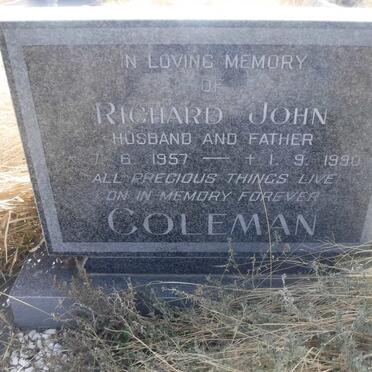 IN LOVING MEMORY
OF
RICHARD JOHN
HUSBAND AND FATHER
6. 1957 — + 1. 9. 1990
ALL PRECIOUS THINGS LIVE
ON IN MEMORY FOREVER
COLEMAN